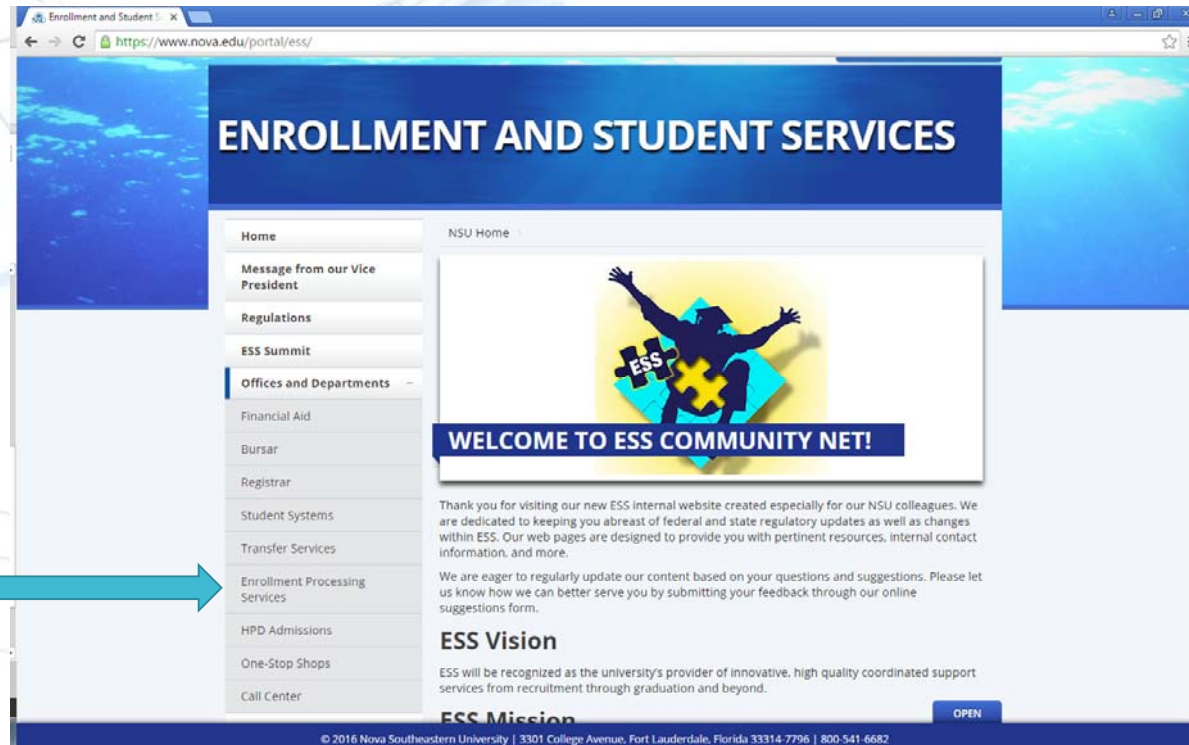 Enrollment and Student S
https://www.nova.edu/portal/ess/
ENROLLMENT AND STUDENT SERVICES
Home
Message from our Vice
President
Regulations
ESS Summit
Offices and Departments
Financial Aid
Bursar
Registrar
Student Systems
Transfer Services
Enrollment Processing
Services
HPD Admissions
One-Stop Shops
Call Center
NSU Home
ESS
WELCOME TO ESS COMMUNITY NET!
Thank you for visiting our new ESS internal website created especially for our NSU colleagues. We
are dedicated to keeping you abreast of federal and state regulatory updates as well as changes
within ESS. Our web pages are designed to provide you with pertinent resources, internal contact
information, and more.
We are eager to regularly update our content based on your questions and suggestions. Please let
us know how we can better serve you by submitting your feedback through our online
suggestions form.
ESS Vision
ESS will be recognized as the university's provider of innovative, high quality coordinated support
services from recruitment through graduation and beyond.
ESS Mission
OPEN
© 2016 Nova Southeastern University | 3301 College Avenue, Fort Lauderdale, Florida 33314-7796 | 800-541-6682